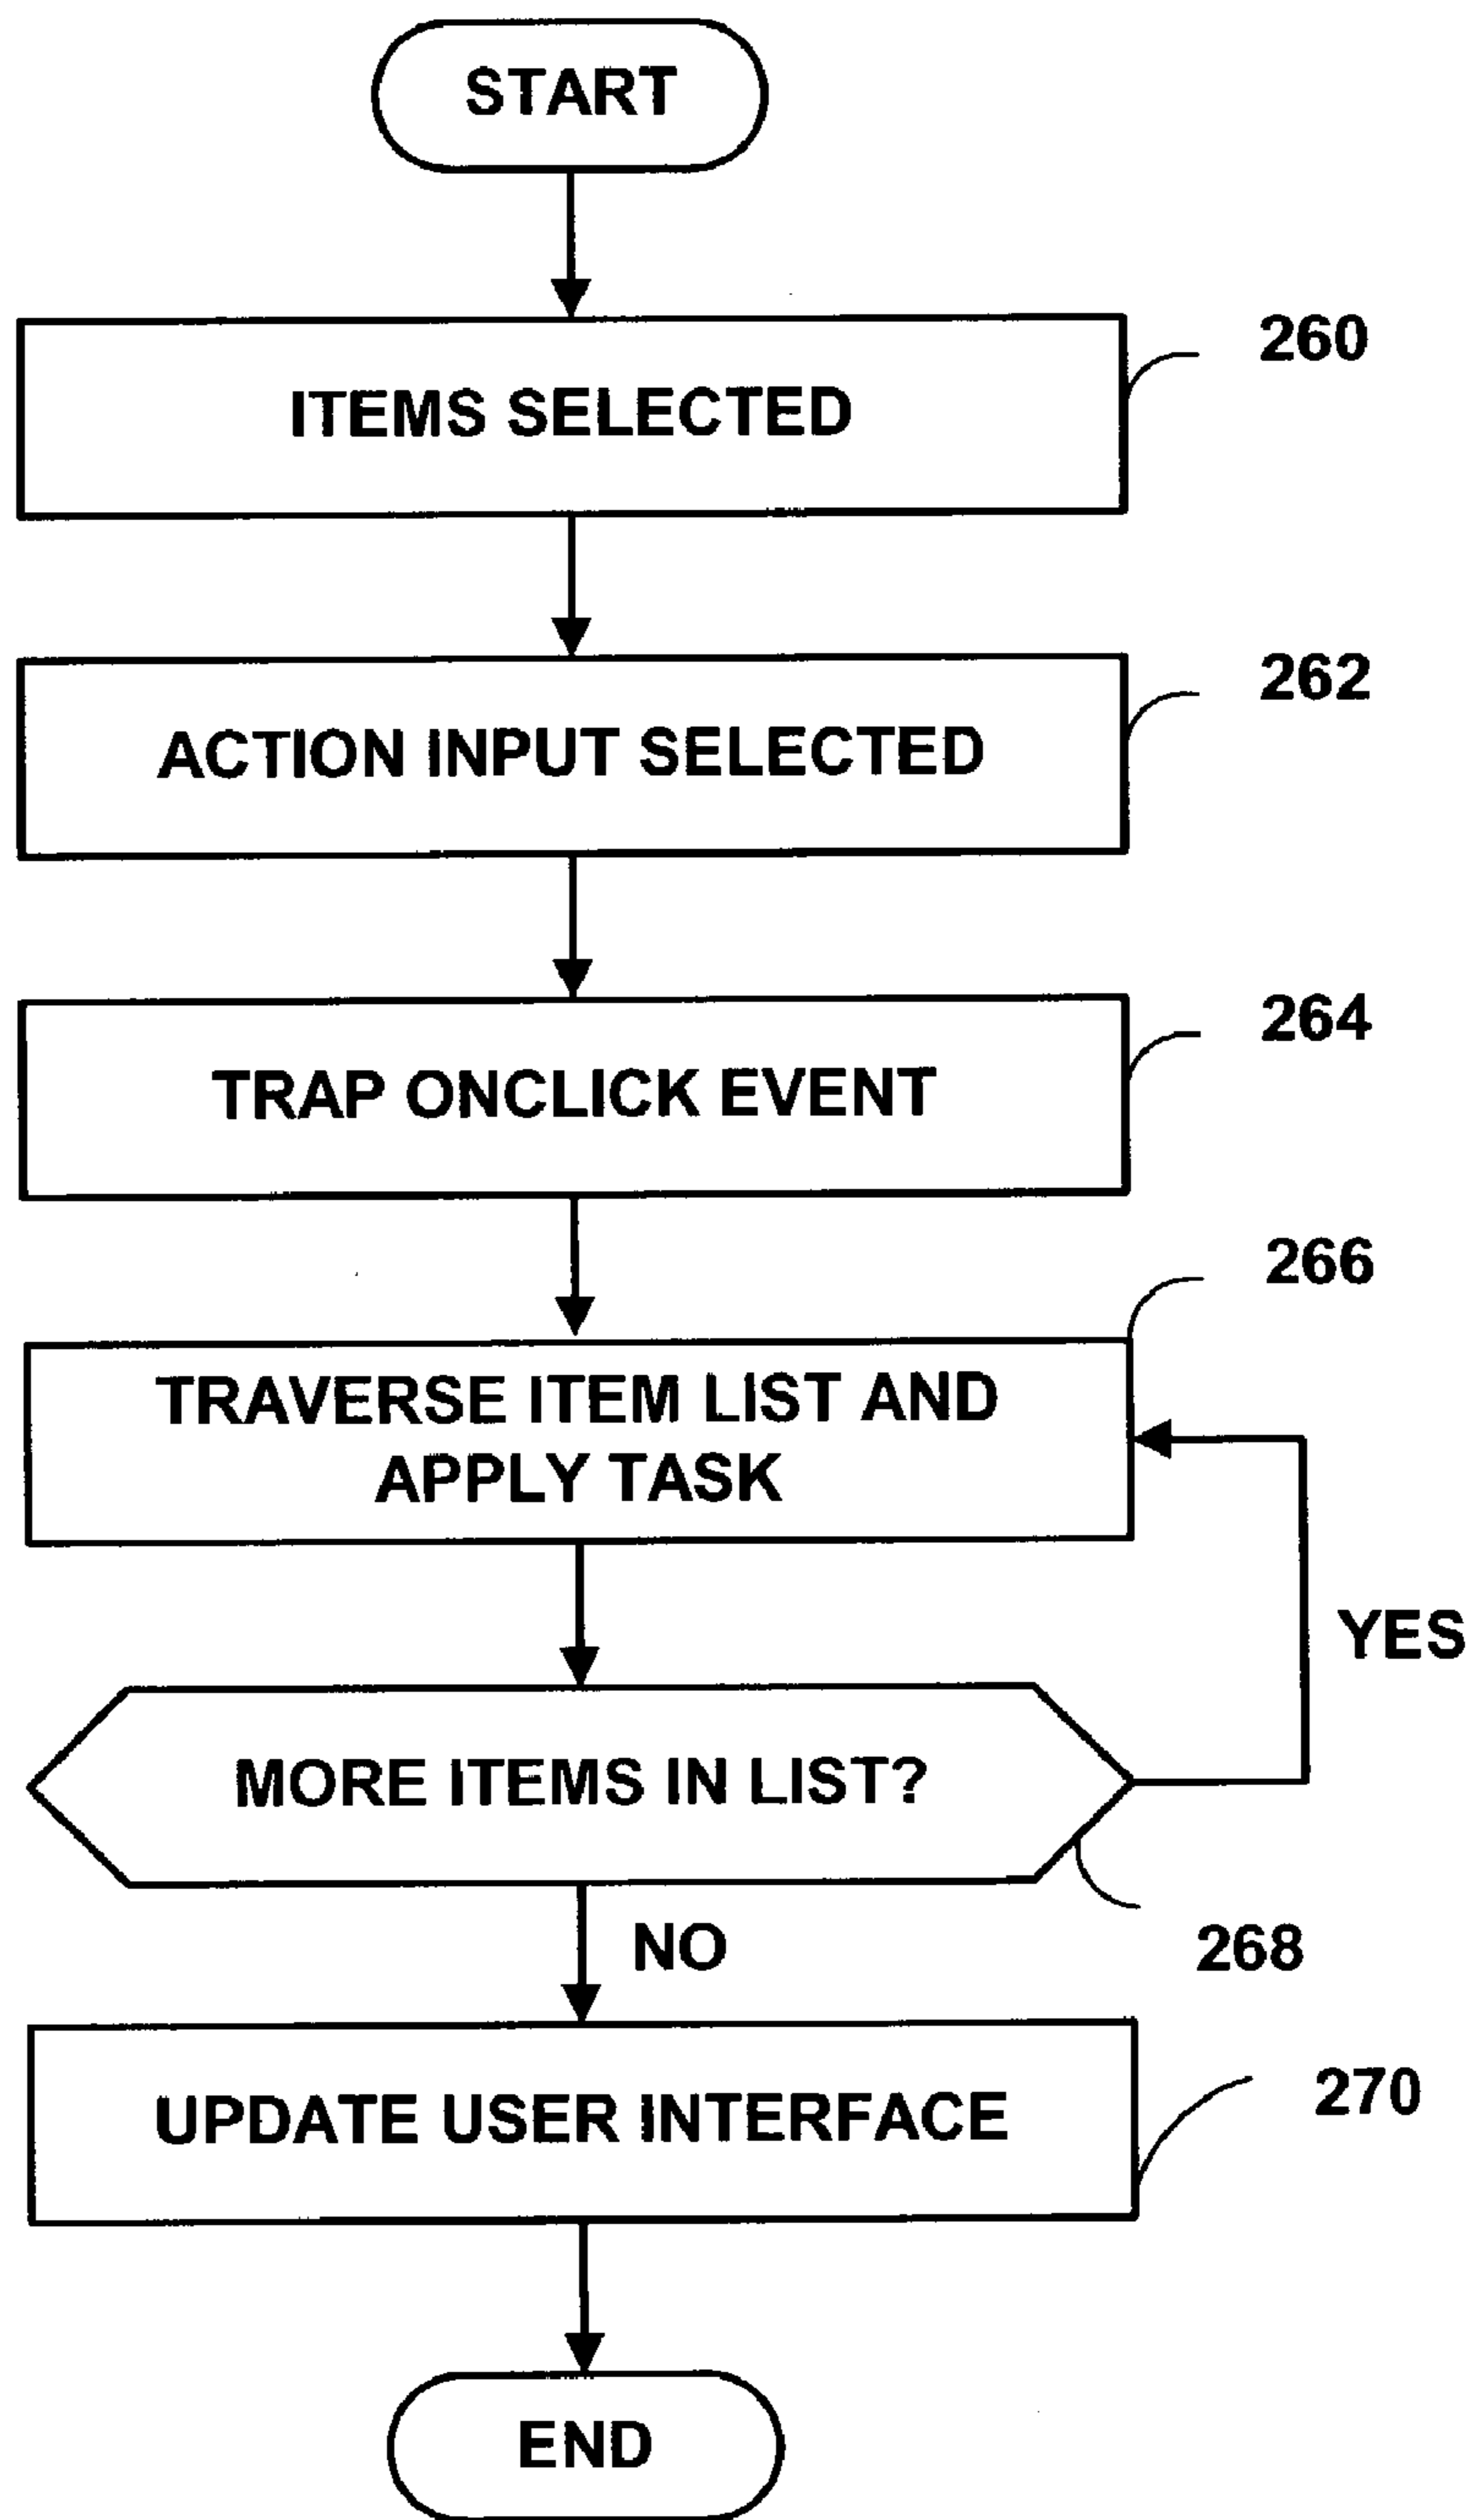 START
260
ITEMS SELECTED
262
ACTION INPUT SELECTED
264
TRAP ONCLICK EVENT
266
TRAVERSE ITEM LIST AND
APPLY TASK
YES
MORE ITEMS IN LIST?
NO
268
270
UPDATE USER INTERFACE
END